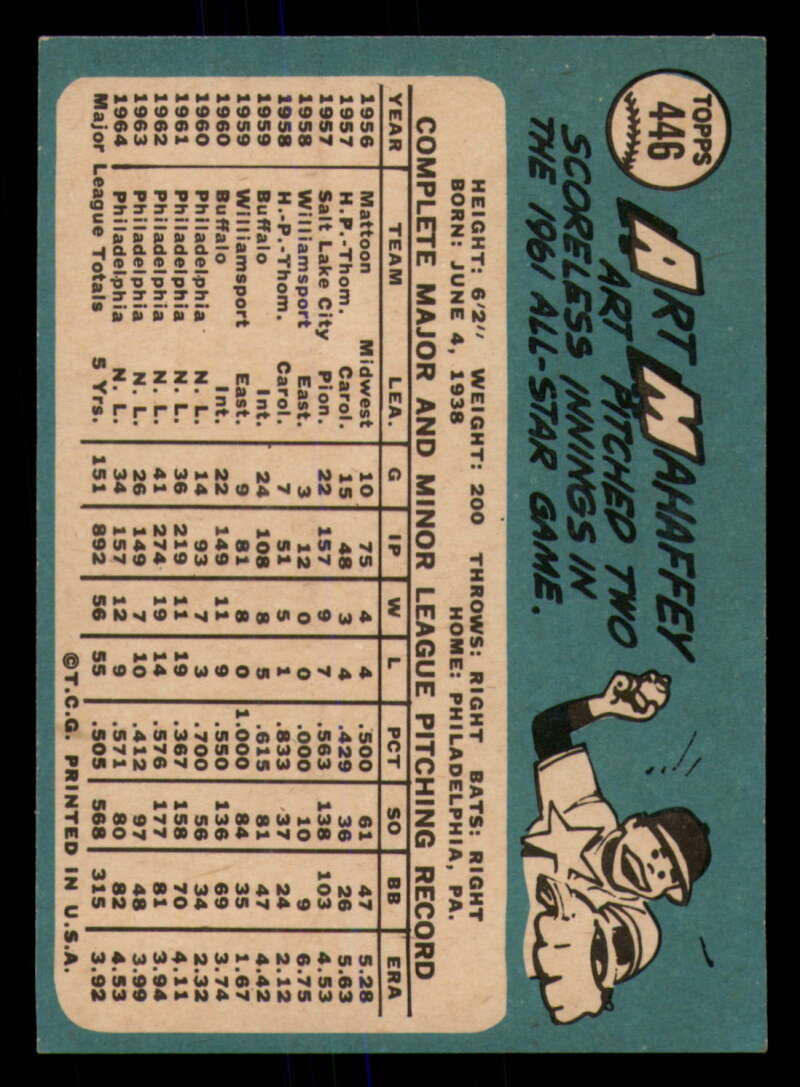 TOPPS
446
ART MAHAFFEY
ART PITCHED TWO
SCORELESS INNINGS IN
THE 1961 ALL-STAR GAME.
HEIGHT: 6'2" WEIGHT: 200 THROWS: RIGHT BATS: RIGHT
BORN: JUNE 4, 1938 HOME: PHILADELPHIA, PA.
COMPLETE MAJOR AND MINOR LEAGUE PITCHING RECORD
YEAR TEAM LEA. G IP W L PCT SO BB ERA
1956 Mattoon Midwest 10 75 4 4 .500 61 47 5.28
1957 H.P.-Thom. Carol. 15 48 3 4 .429 36 26 5.63
1957 Salt Lake City Pion. 22 157 9 7 .563 138 103 4.53
1958 Williamsport East. 3 12 0 0 .000 10 9 6.75
1958 H.-P.-Thom. Carol. 7 51 5 1 .833 37 24 2.12
1959 Buffalo Int. 24 108 8 5 .615 81 47 4.42
1959 Williamsport East. 9 81 8 0 1.000 84 35 1.67
1960 Buffalo Int. 22 149 11 9 .550 136 69 3.74
1960 Philadelphia N. L. 14 93 7 3 .700 56 34 2.32
1961 Philadelphia N. L. 36 219 11 19 .367 158 70 4.11
1962 Philadelphia N. L. 41 274 19 14 .576 177 81 3.94
1963 Philadelphia N. L. 26 149 7 10 .412 97 48 3.99
1964 Philadelphia N. L. 34 157 12 9 .571 80 82 4.53
Major League Totals 5 Yrs. 151 892 56 55 .505 568 315 3.92
©T.C.G. PRINTED IN U.S.A.